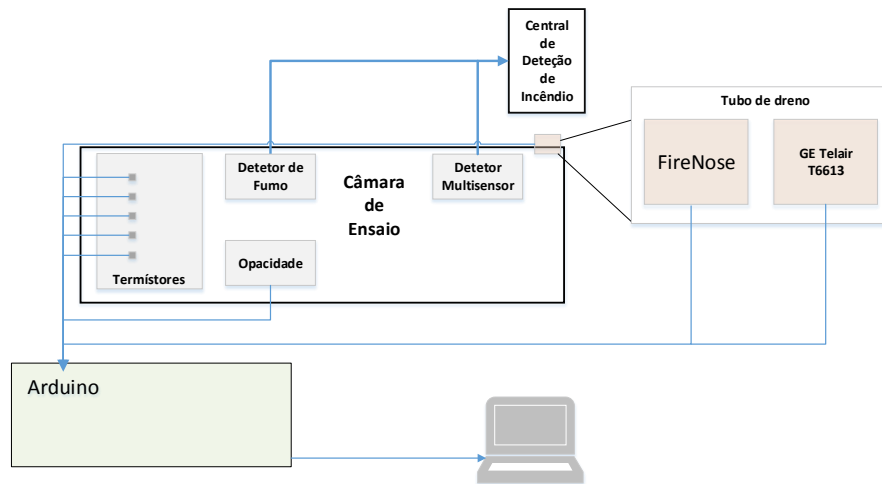 Central
de
Deteção
de
Incêndio
Tubo de dreno
FireNose
GE Telair
T6613
Detetor de
Fumo
Câmara
de
Ensaio
Detetor
Multisensor
Opacidade
Termístores
Arduino